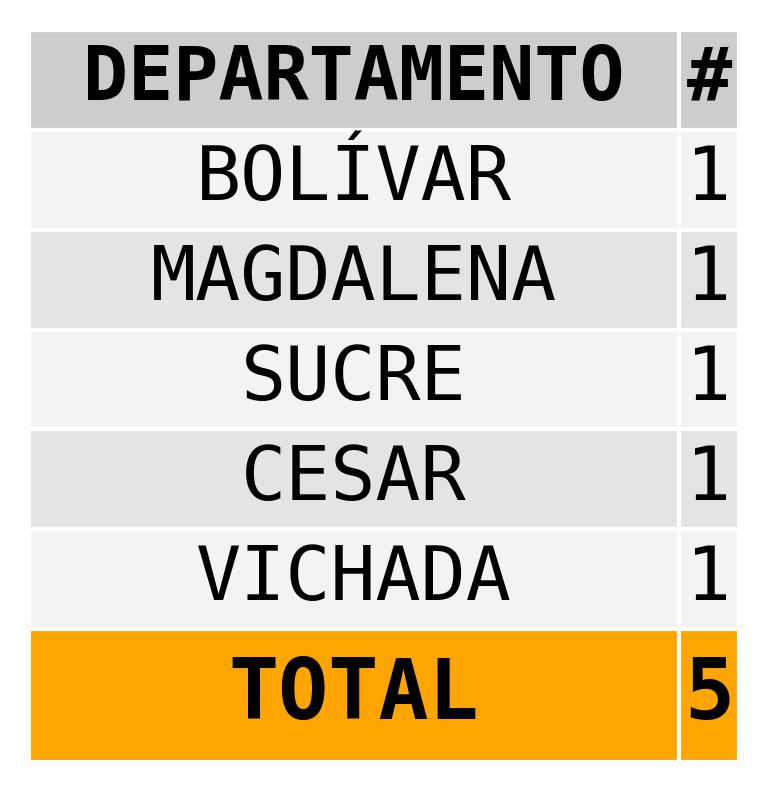 DEPARTAMENTO #
BOLÍVAR 1
MAGDALENA 1
SUCRE 1
CESAR 1
VICHADA 1
TOTAL 5